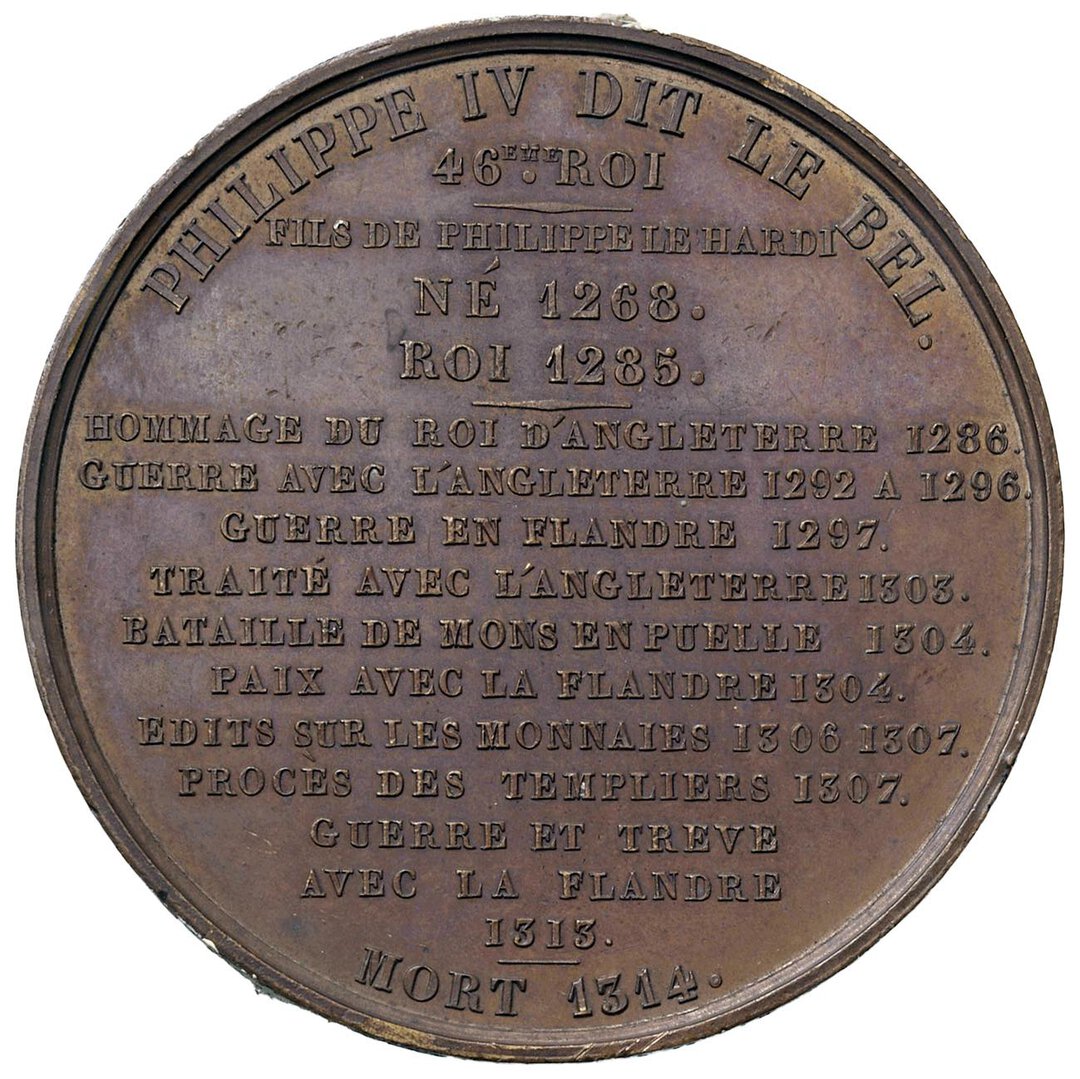 PHILIPPE IV DIT LE BEL.
46EME. ROI
FILS DE PHILIPPE LE HARDI
NÉ 1268.
ROI 1285.
HOMMAGE DU ROI D'ANGLETERRE 1286.
GUERRE AVEC L'ANGLETERRE 1292 A 1296.
GUERRE EN FLANDRE 1297.
TRAITÉ AVEC L'ANGLETERRE 1303.
BATAILLE DE MONS EN PUELLE 1304.
PAIX AVEC LA FLANDRE 1304.
EDITS SUR LES MONNAIES 1306 1307.
PROCÈS DES TEMPLIERS 1307.
GUERRE ET TREVE
AVEC LA FLANDRE
1313.
MORT 1314.